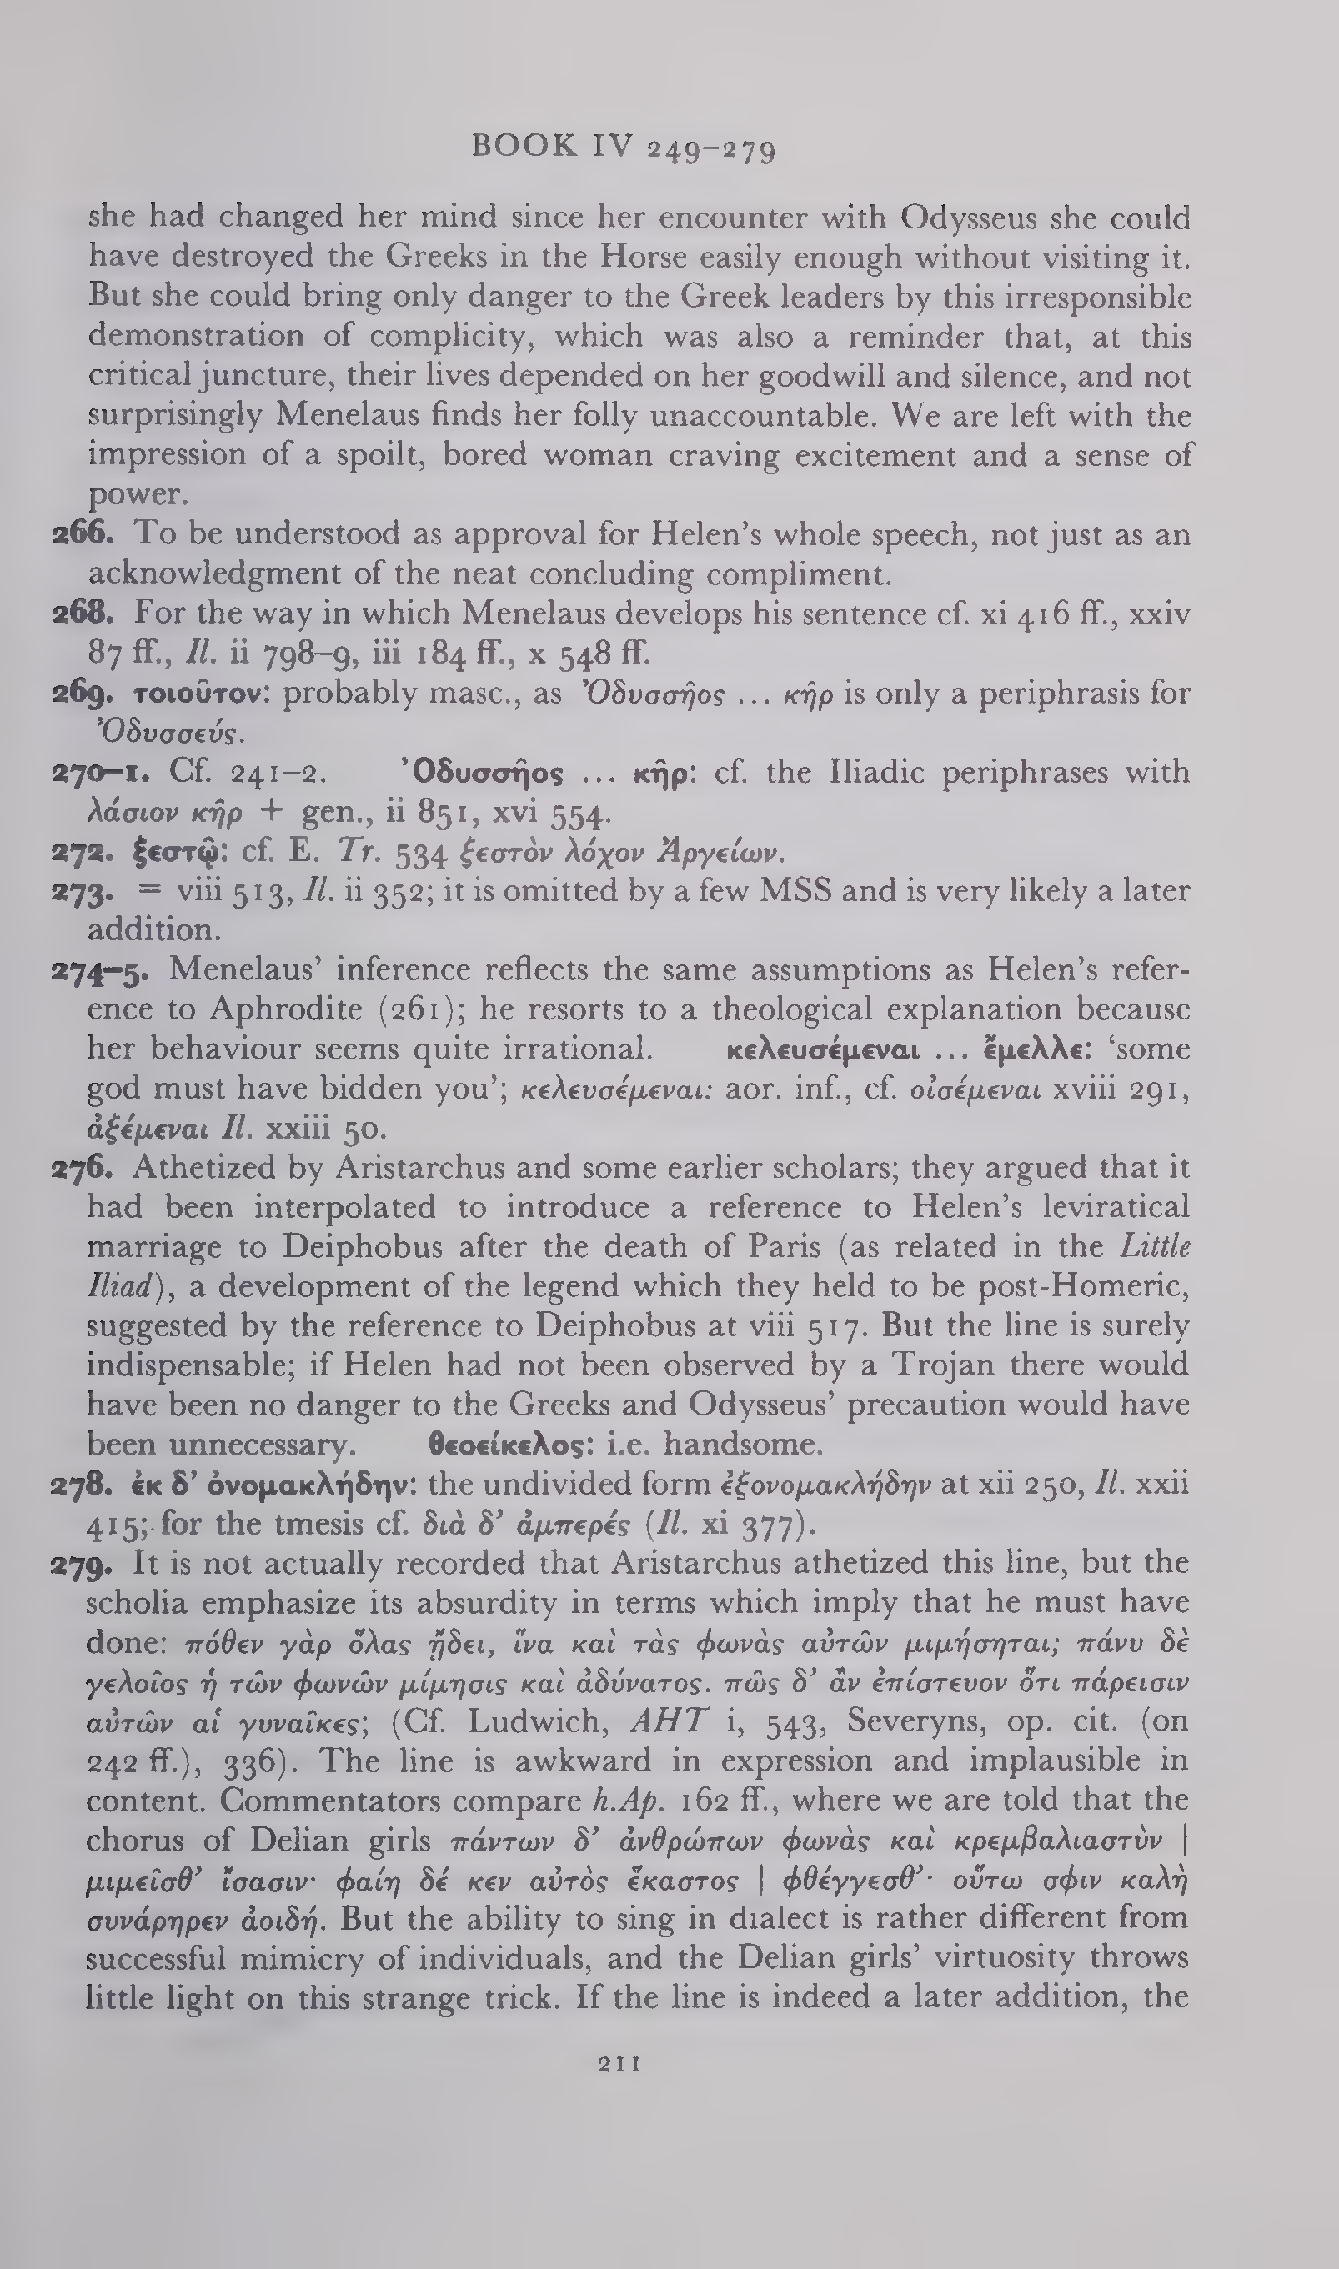 BOOK IV 249–279
she had changed her mind since her encounter with Odysseus she could
have destroyed the Greeks in the Horse easily enough without visiting it.
But she could bring only danger to the Greek leaders by this irresponsible
demonstration of complicity, which was also a reminder that, at this
critical juncture, their lives depended on her goodwill and silence, and not
surprisingly Menelaus finds her folly unaccountable. We are left with the
impression of a spoilt, bored woman craving excitement and a sense of
power.
266. To be understood as approval for Helen’s whole speech, not just as an
acknowledgment of the neat concluding compliment.
268. For the way in which Menelaus develops his sentence cf. xi 416 ff., xxiv
87 ff., Il. ii 798–9, iii 184 ff., x 548 ff.
269. τοιοῦτον: probably masc., as Ὀδυσσῆος ... κῆρ is only a periphrasis for
Ὀδυσσεύς.
270–1. Cf. 241–2. Ὀδυσσῆος ... κῆρ: cf. the Iliadic periphrases with
λάσιον κῆρ + gen., ii 851, xvi 554.
272. ξεστῷ: cf. E. Tr. 534 ξεστὸν λόχον Ἀργείων.
273. = viii 513, Il. ii 352; it is omitted by a few MSS and is very likely a later
addition.
274–5. Menelaus’ inference reflects the same assumptions as Helen’s refer-
ence to Aphrodite (261); he resorts to a theological explanation because
her behaviour seems quite irrational. κελευσέμεναι ... ἔμελλε: ‘some
god must have bidden you’; κελευσέμεναι: aor. inf., cf. οἰσέμεναι xviii 291,
ἀξέμεναι Il. xxiii 50.
276. Athetized by Aristarchus and some earlier scholars; they argued that it
had been interpolated to introduce a reference to Helen’s leviratical
marriage to Deiphobus after the death of Paris (as related in the Little
Iliad), a development of the legend which they held to be post-Homeric,
suggested by the reference to Deiphobus at viii 517. But the line is surely
indispensable; if Helen had not been observed by a Trojan there would
have been no danger to the Greeks and Odysseus’ precaution would have
been unnecessary. θεοείκελος: i.e. handsome.
278. ἐκ δ’ ὀνομακλήδην: the undivided form ἐξονομακλήδην at xii 250, Il. xxii
415; for the tmesis cf. διὰ δ’ ἀμπερές (Il. xi 377).
279. It is not actually recorded that Aristarchus athetized this line, but the
scholia emphasize its absurdity in terms which imply that he must have
done: πόθεν γὰρ ὅλας ᾔδει, ἵνα καὶ τὰς φωνὰς αὐτῶν μιμήσηται; πάνυ δὲ
γελοῖος ἡ τῶν φωνῶν μίμησις καὶ ἀδύνατος. πῶς δ’ ἂν ἐπίστευον ὅτι πάρεισιν
αὐτῶν αἱ γυναῖκες; (Cf. Ludwich, AHT i, 543, Severyns, op. cit. (on
242 ff.), 336). The line is awkward in expression and implausible in
content. Commentators compare h.Ap. 162 ff., where we are told that the
chorus of Delian girls πάντων δ’ ἀνθρώπων φωνὰς καὶ κρεμβαλιαστὺν |
μιμεῖσθ’ ἴσασιν· φαίη δέ κεν αὐτὸς ἕκαστος | φθέγγεσθ’· οὕτω σφιν καλὴ
συνάρηρεν ἀοιδή. But the ability to sing in dialect is rather different from
successful mimicry of individuals, and the Delian girls’ virtuosity throws
little light on this strange trick. If the line is indeed a later addition, the
211